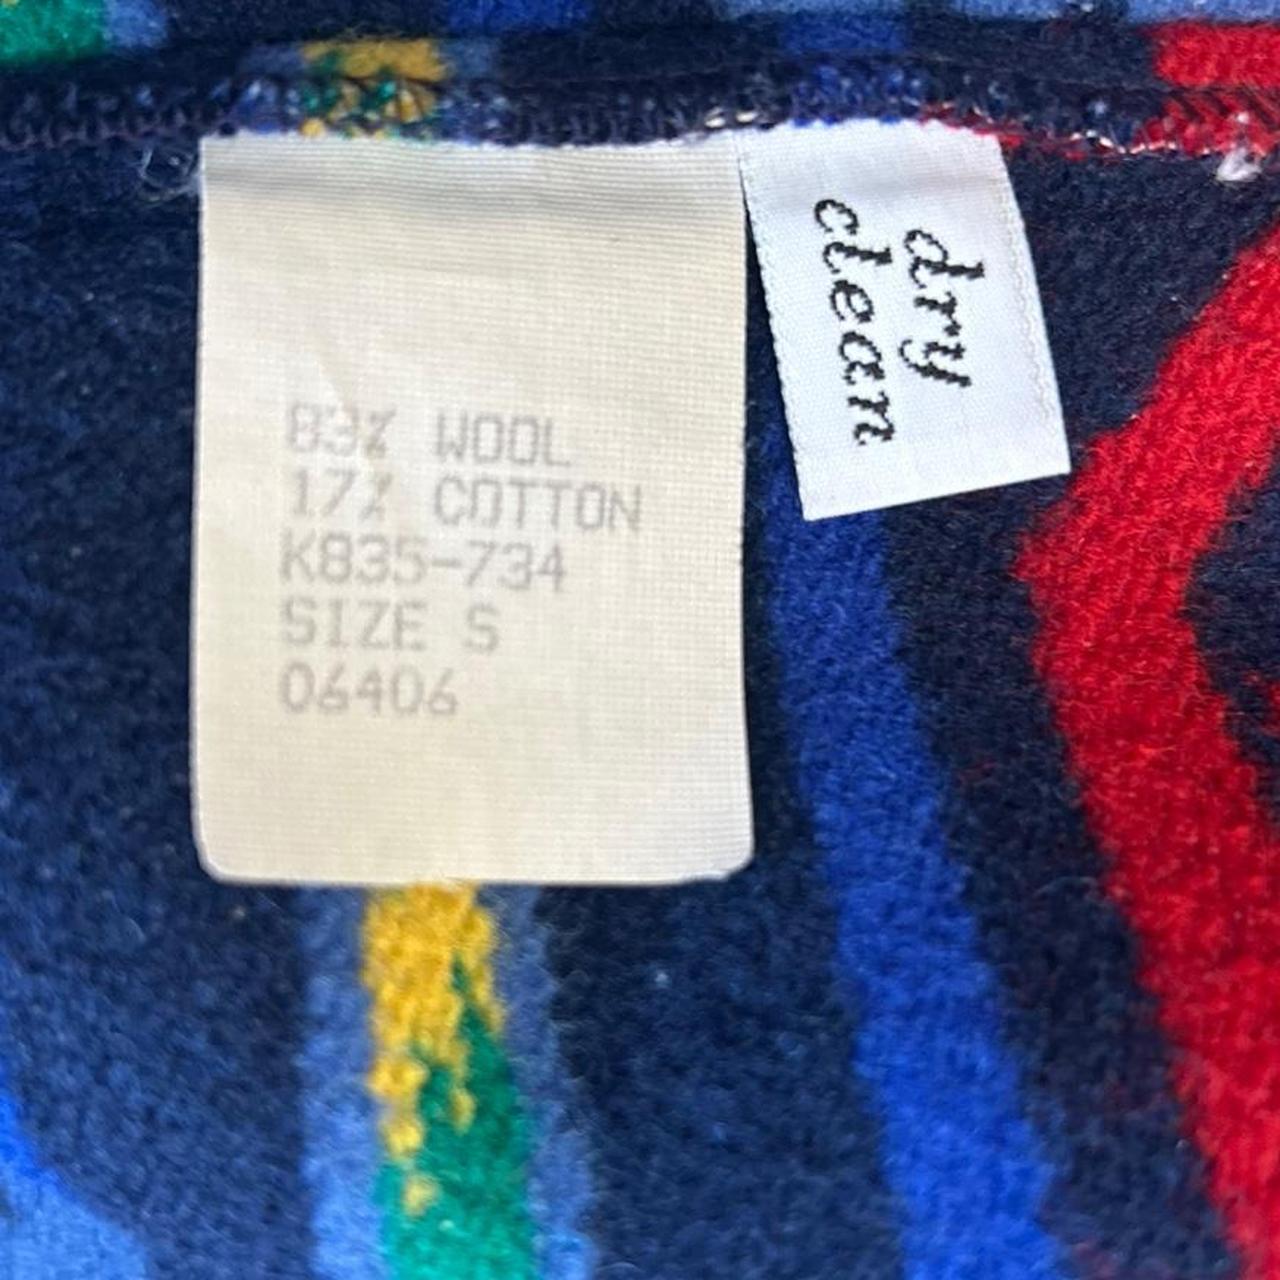 83% WOOL
17% COTTON
K835-734
SIZE S
06406
dry
clean